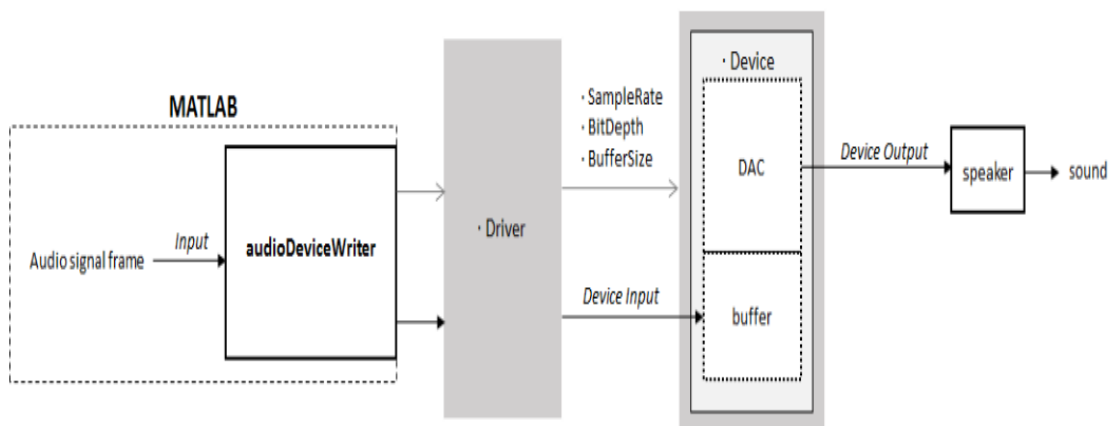 MATLAB
Audio signal frame
Input
audioDeviceWriter
· Driver
· SampleRate
· BitDepth
· BufferSize
Device Input
· Device
DAC
buffer
Device Output
speaker
sound